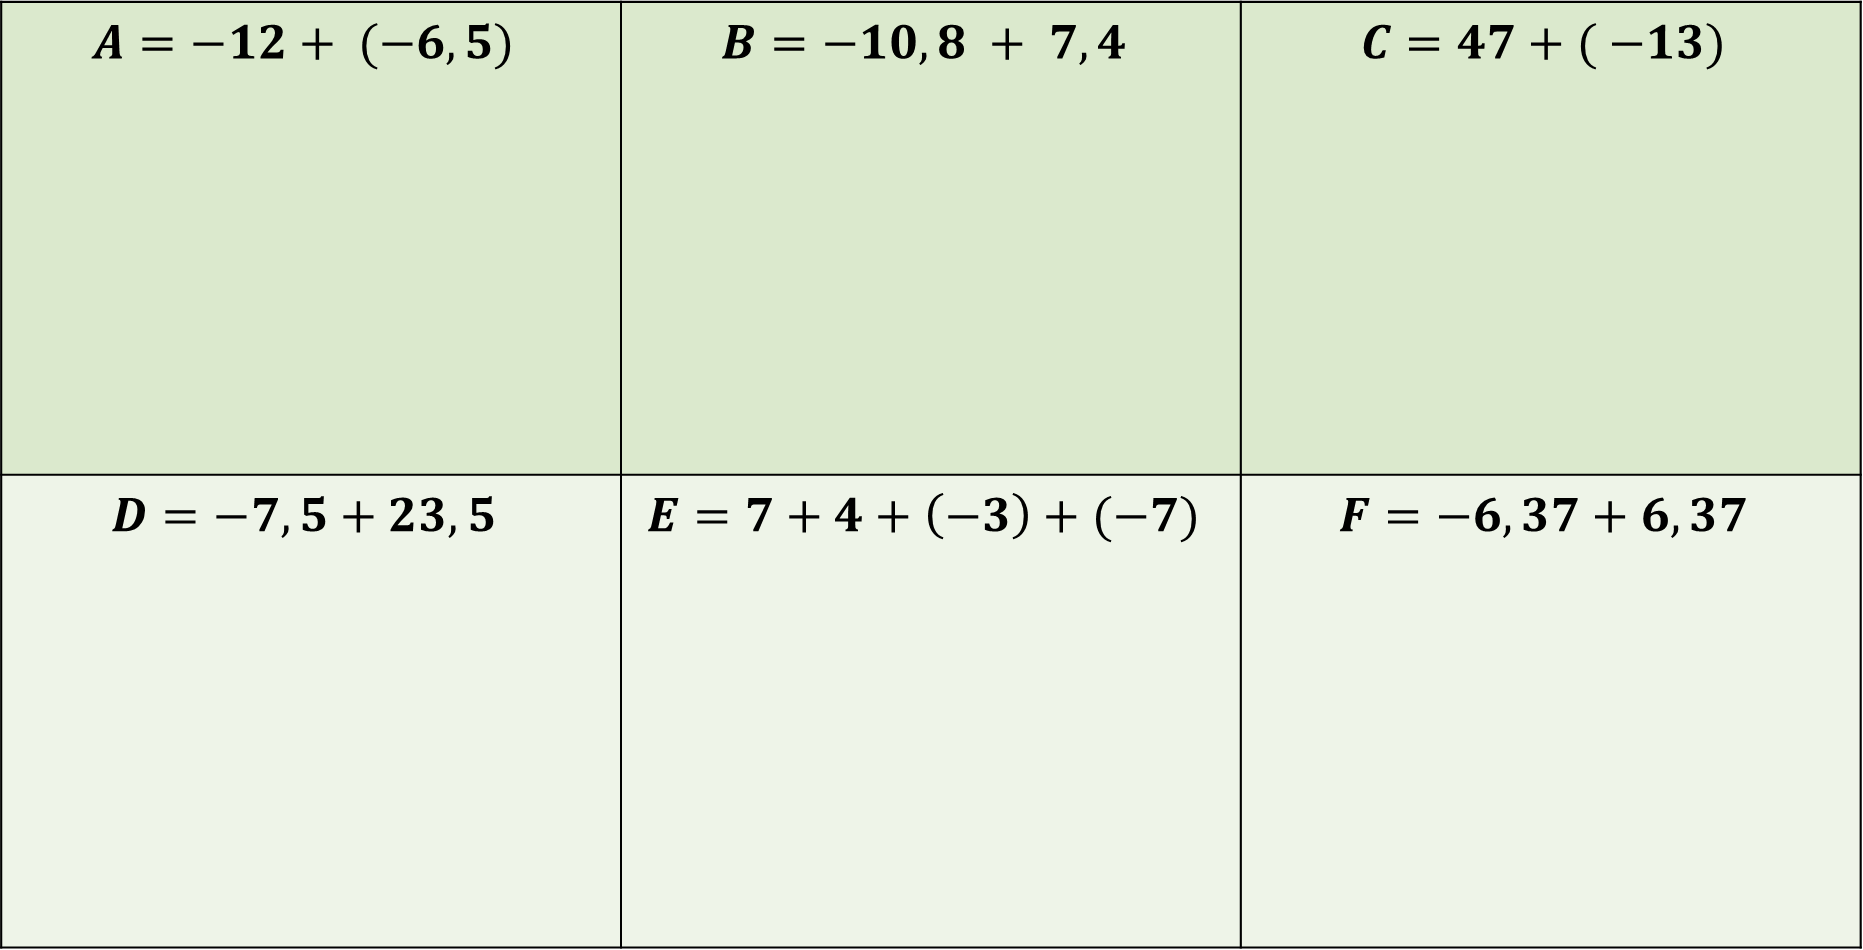 A = −12 + (−6,5)
B = −10,8 + 7,4
C = 47 + ( −13)
D = −7,5 + 23,5
E = 7 + 4 + (−3) + (−7)
F = −6,37 + 6,37